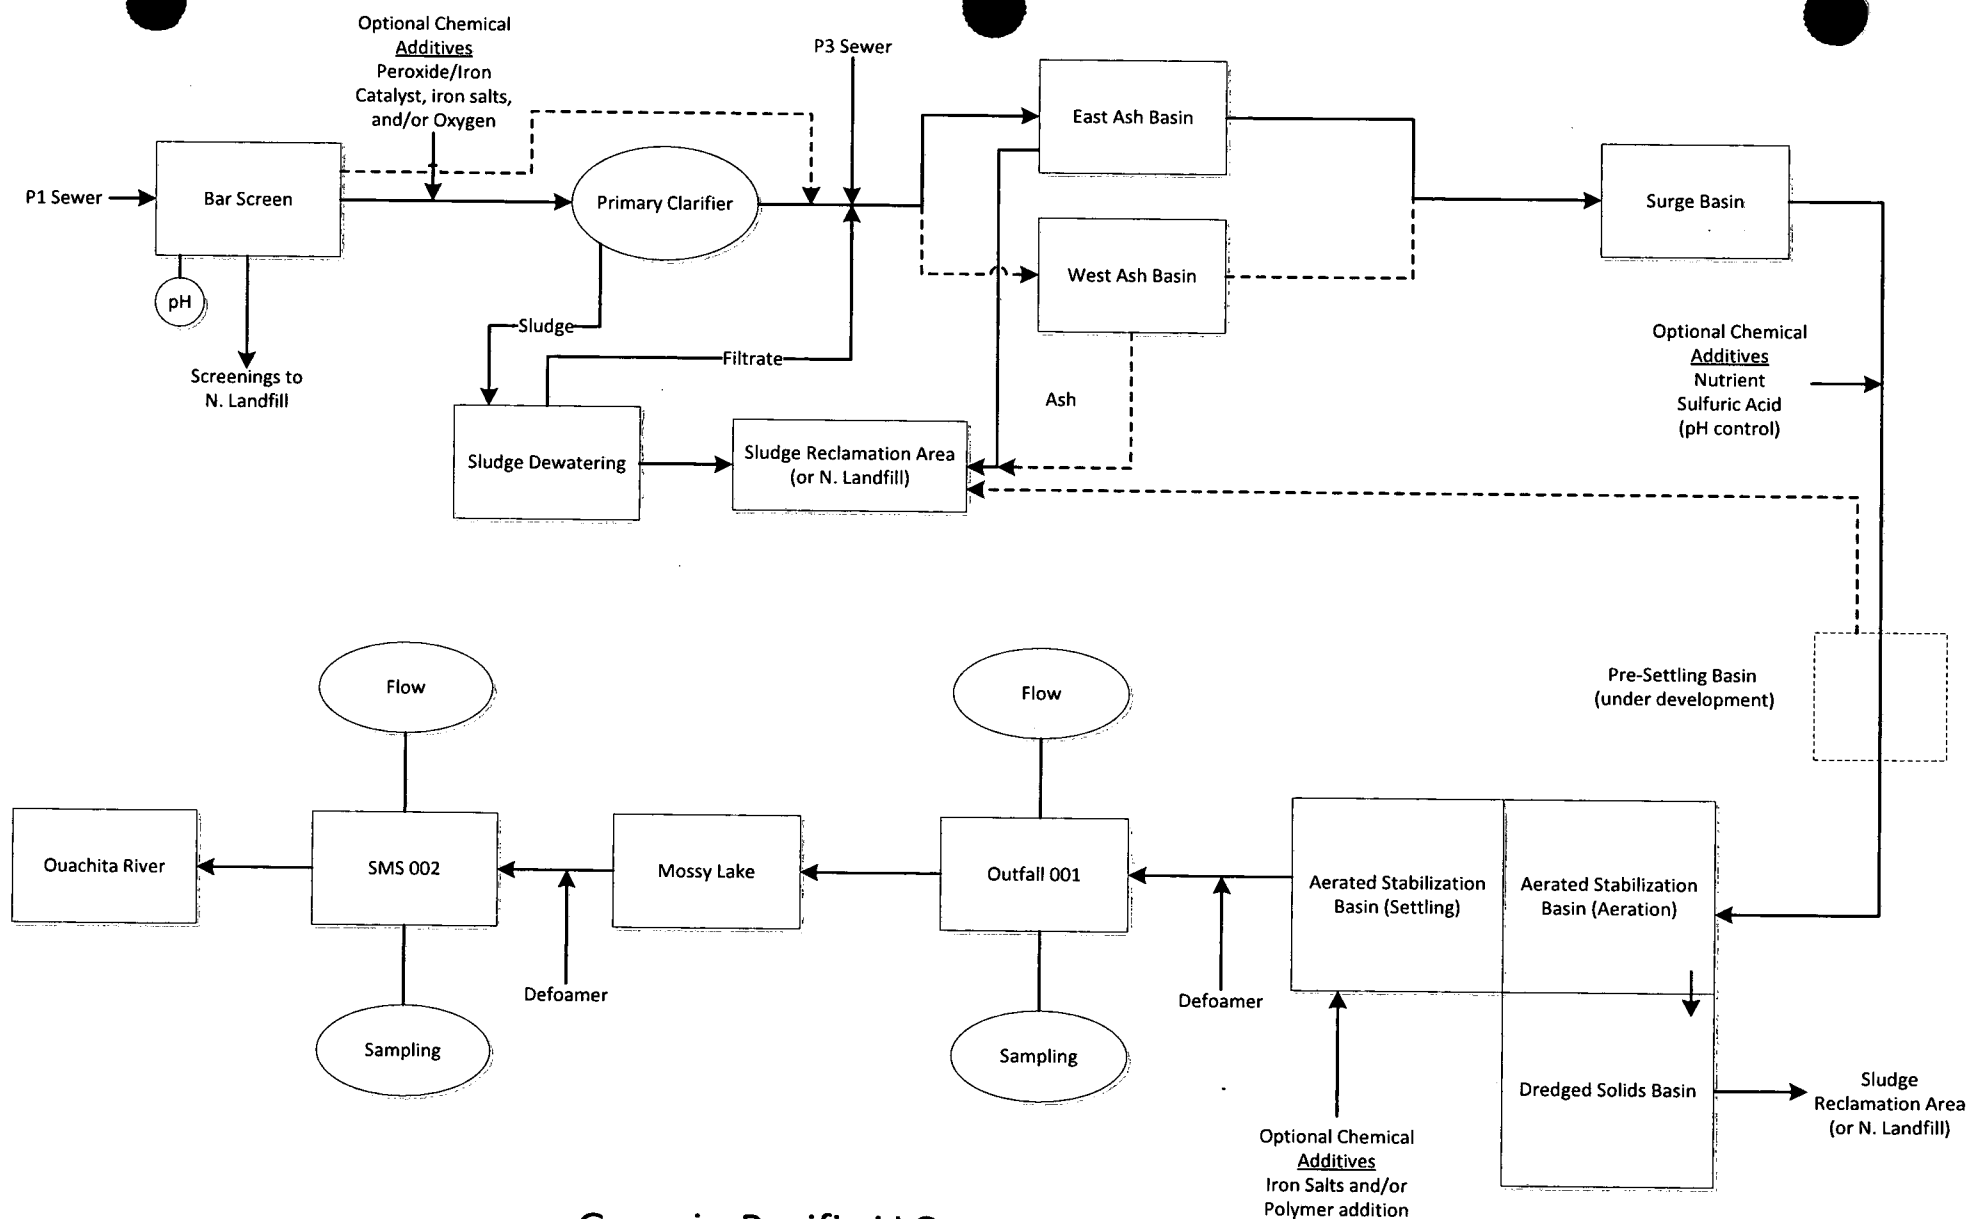 Optional Chemical
Additives
Peroxide/Iron
Catalyst, iron salts,
and/or Oxygen
P3 Sewer
P1 Sewer
Bar Screen
Primary Clarifier
East Ash Basin
West Ash Basin
Surge Basin
pH
Screenings to
N. Landfill
Sludge
Filtrate
Sludge Dewatering
Sludge Reclamation Area
(or N. Landfill)
Ash
Optional Chemical
Additives
Nutrient
Sulfuric Acid
(pH control)
Pre-Settling Basin
(under development)
Flow
Flow
Ouachita River
SMS 002
Mossy Lake
Outfall 001
Aerated Stabilization
Basin (Settling)
Aerated Stabilization
Basin (Aeration)
Defoamer
Defoamer
Sampling
Sampling
Dredged Solids Basin
Sludge
Reclamation Area
(or N. Landfill)
Optional Chemical
Additives
Iron Salts and/or
Polymer addition